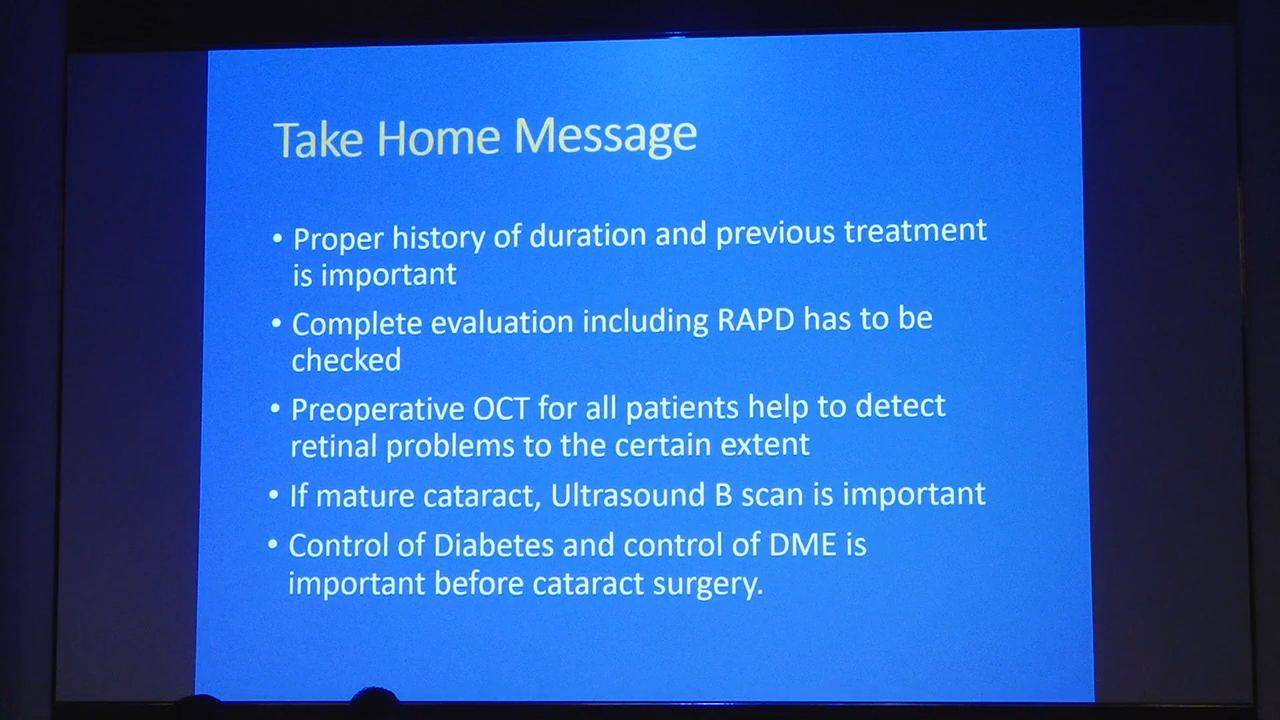 Take Home Message
• Proper history of duration and previous treatment
is important
• Complete evaluation including RAPD has to be
checked
• Preoperative OCT for all patients help to detect
retinal problems to the certain extent
• If mature cataract, Ultrasound B scan is important
• Control of Diabetes and control of DME is
important before cataract surgery.